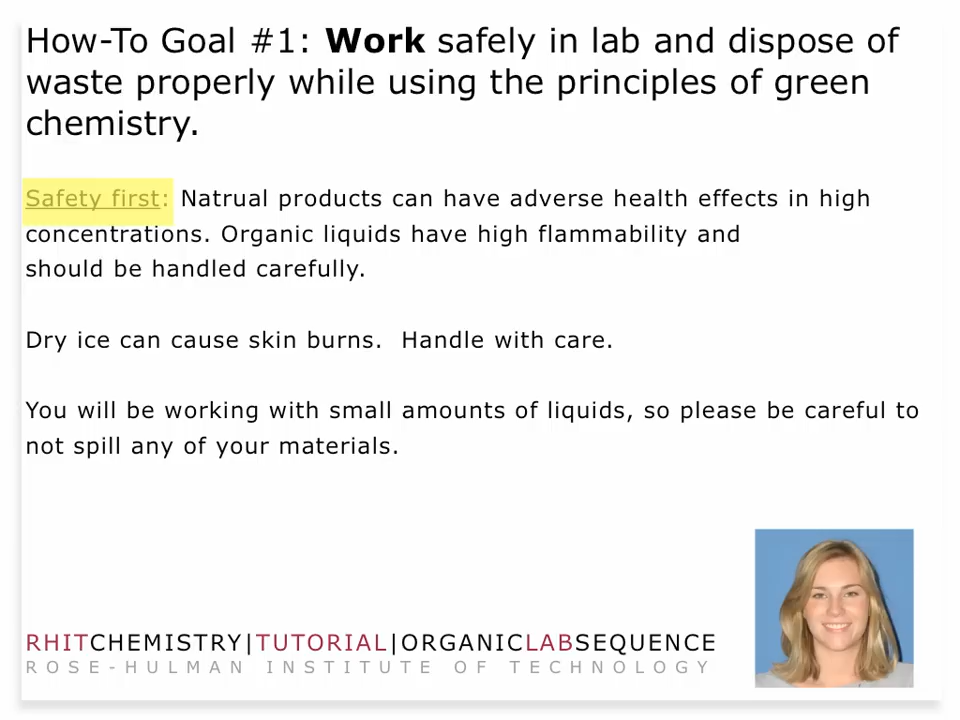 How-To Goal #1: Work safely in lab and dispose of
waste properly while using the principles of green
chemistry.
Safety first: Natrual products can have adverse health effects in high
concentrations. Organic liquids have high flammability and
should be handled carefully.
Dry ice can cause skin burns.  Handle with care.
You will be working with small amounts of liquids, so please be careful to
not spill any of your materials.
RHITCHEMISTRY|TUTORIAL|ORGANICLABSEQUENCE
ROSE-HULMAN INSTITUTE OF TECHNOLOGY